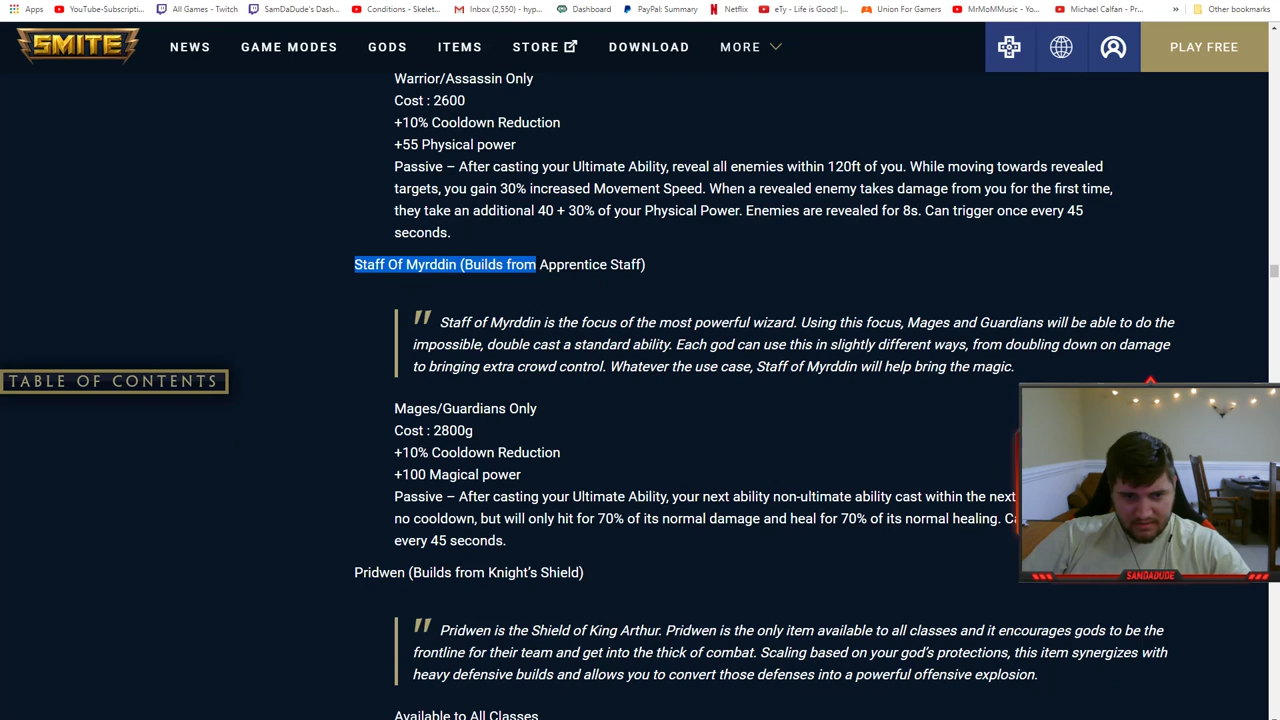 Apps
YouTube-Subscripti...
All Games - Twitch
SamDaDude's Dash...
Conditions - Skelet...
Inbox (2,550) - hyp...
Dashboard
PayPal: Summary
Netflix
eTy - Life is Good! |...
Union For Gamers
MrMoMMusic - Yo...
Michael Calfan - Pr...
»
Other bookmarks
SMITE
NEWS
GAME MODES
GODS
ITEMS
STORE
DOWNLOAD
MORE
PLAY FREE
Warrior/Assassin Only
Cost : 2600
+10% Cooldown Reduction
+55 Physical power
Passive – After casting your Ultimate Ability, reveal all enemies within 120ft of you. While moving towards revealed
targets, you gain 30% increased Movement Speed. When a revealed enemy takes damage from you for the first time,
they take an additional 40 + 30% of your Physical Power. Enemies are revealed for 8s. Can trigger once every 45
seconds.
Staff Of Myrddin (Builds from Apprentice Staff)
" Staff of Myrddin is the focus of the most powerful wizard. Using this focus, Mages and Guardians will be able to do the
impossible, double cast a standard ability. Each god can use this in slightly different ways, from doubling down on damage
to bringing extra crowd control. Whatever the use case, Staff of Myrddin will help bring the magic.
TABLE OF CONTENTS
Mages/Guardians Only
Cost : 2800g
+10% Cooldown Reduction
+100 Magical power
Passive – After casting your Ultimate Ability, your next ability non-ultimate ability cast within the next
no cooldown, but will only hit for 70% of its normal damage and heal for 70% of its normal healing.
every 45 seconds.
SAMDADUDE
Pridwen (Builds from Knight's Shield)
" Pridwen is the Shield of King Arthur. Pridwen is the only item available to all classes and it encourages gods to be the
frontline for their team and get into the thick of combat. Scaling based on your god's protections, this item synergizes with
heavy defensive builds and allows you to convert those defenses into a powerful offensive explosion.
Available to All Classes